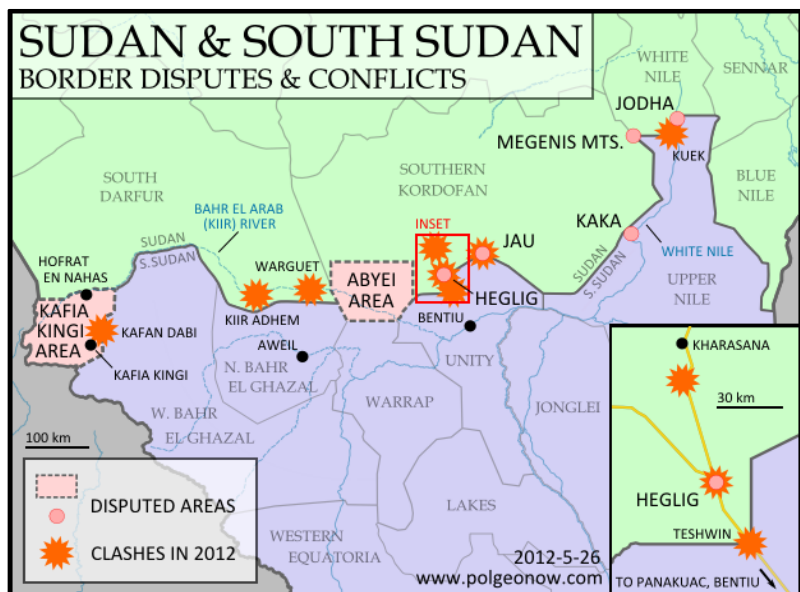 SUDAN & SOUTH SUDAN
BORDER DISPUTES & CONFLICTS
WHITE
NILE
SENNAR
JODHA
MEGENIS MTS.
KUEK
SOUTH
DARFUR
SOUTHERN
KORDOFAN
BLUE
NILE
BAHR EL ARAB
(KIIR) RIVER
INSET
KAKA
JAU
SUDAN
S. SUDAN
WHITE NILE
SUDAN
S. SUDAN
HOFRAT
EN NAHAS
WARGUET
ABYEI
AREA
UPPER
NILE
KAFIA
KINGI
AREA
KAFAN DABI
KIIR ADHEM
HEGLIG
BENTIU
KAFIA KINGI
AWEIL
UNITY
N. BAHR
EL GHAZAL
WARRAP
JONGLEI
W. BAHR
EL GHAZAL
100 km
KHARASANA
30 km
HEGLIG
TESHWIN
TO PANAKUAC, BENTIU
DISPUTED AREAS
CLASHES IN 2012
LAKES
WESTERN
EQUATORIA
2012-5-26
www.polgeonow.com